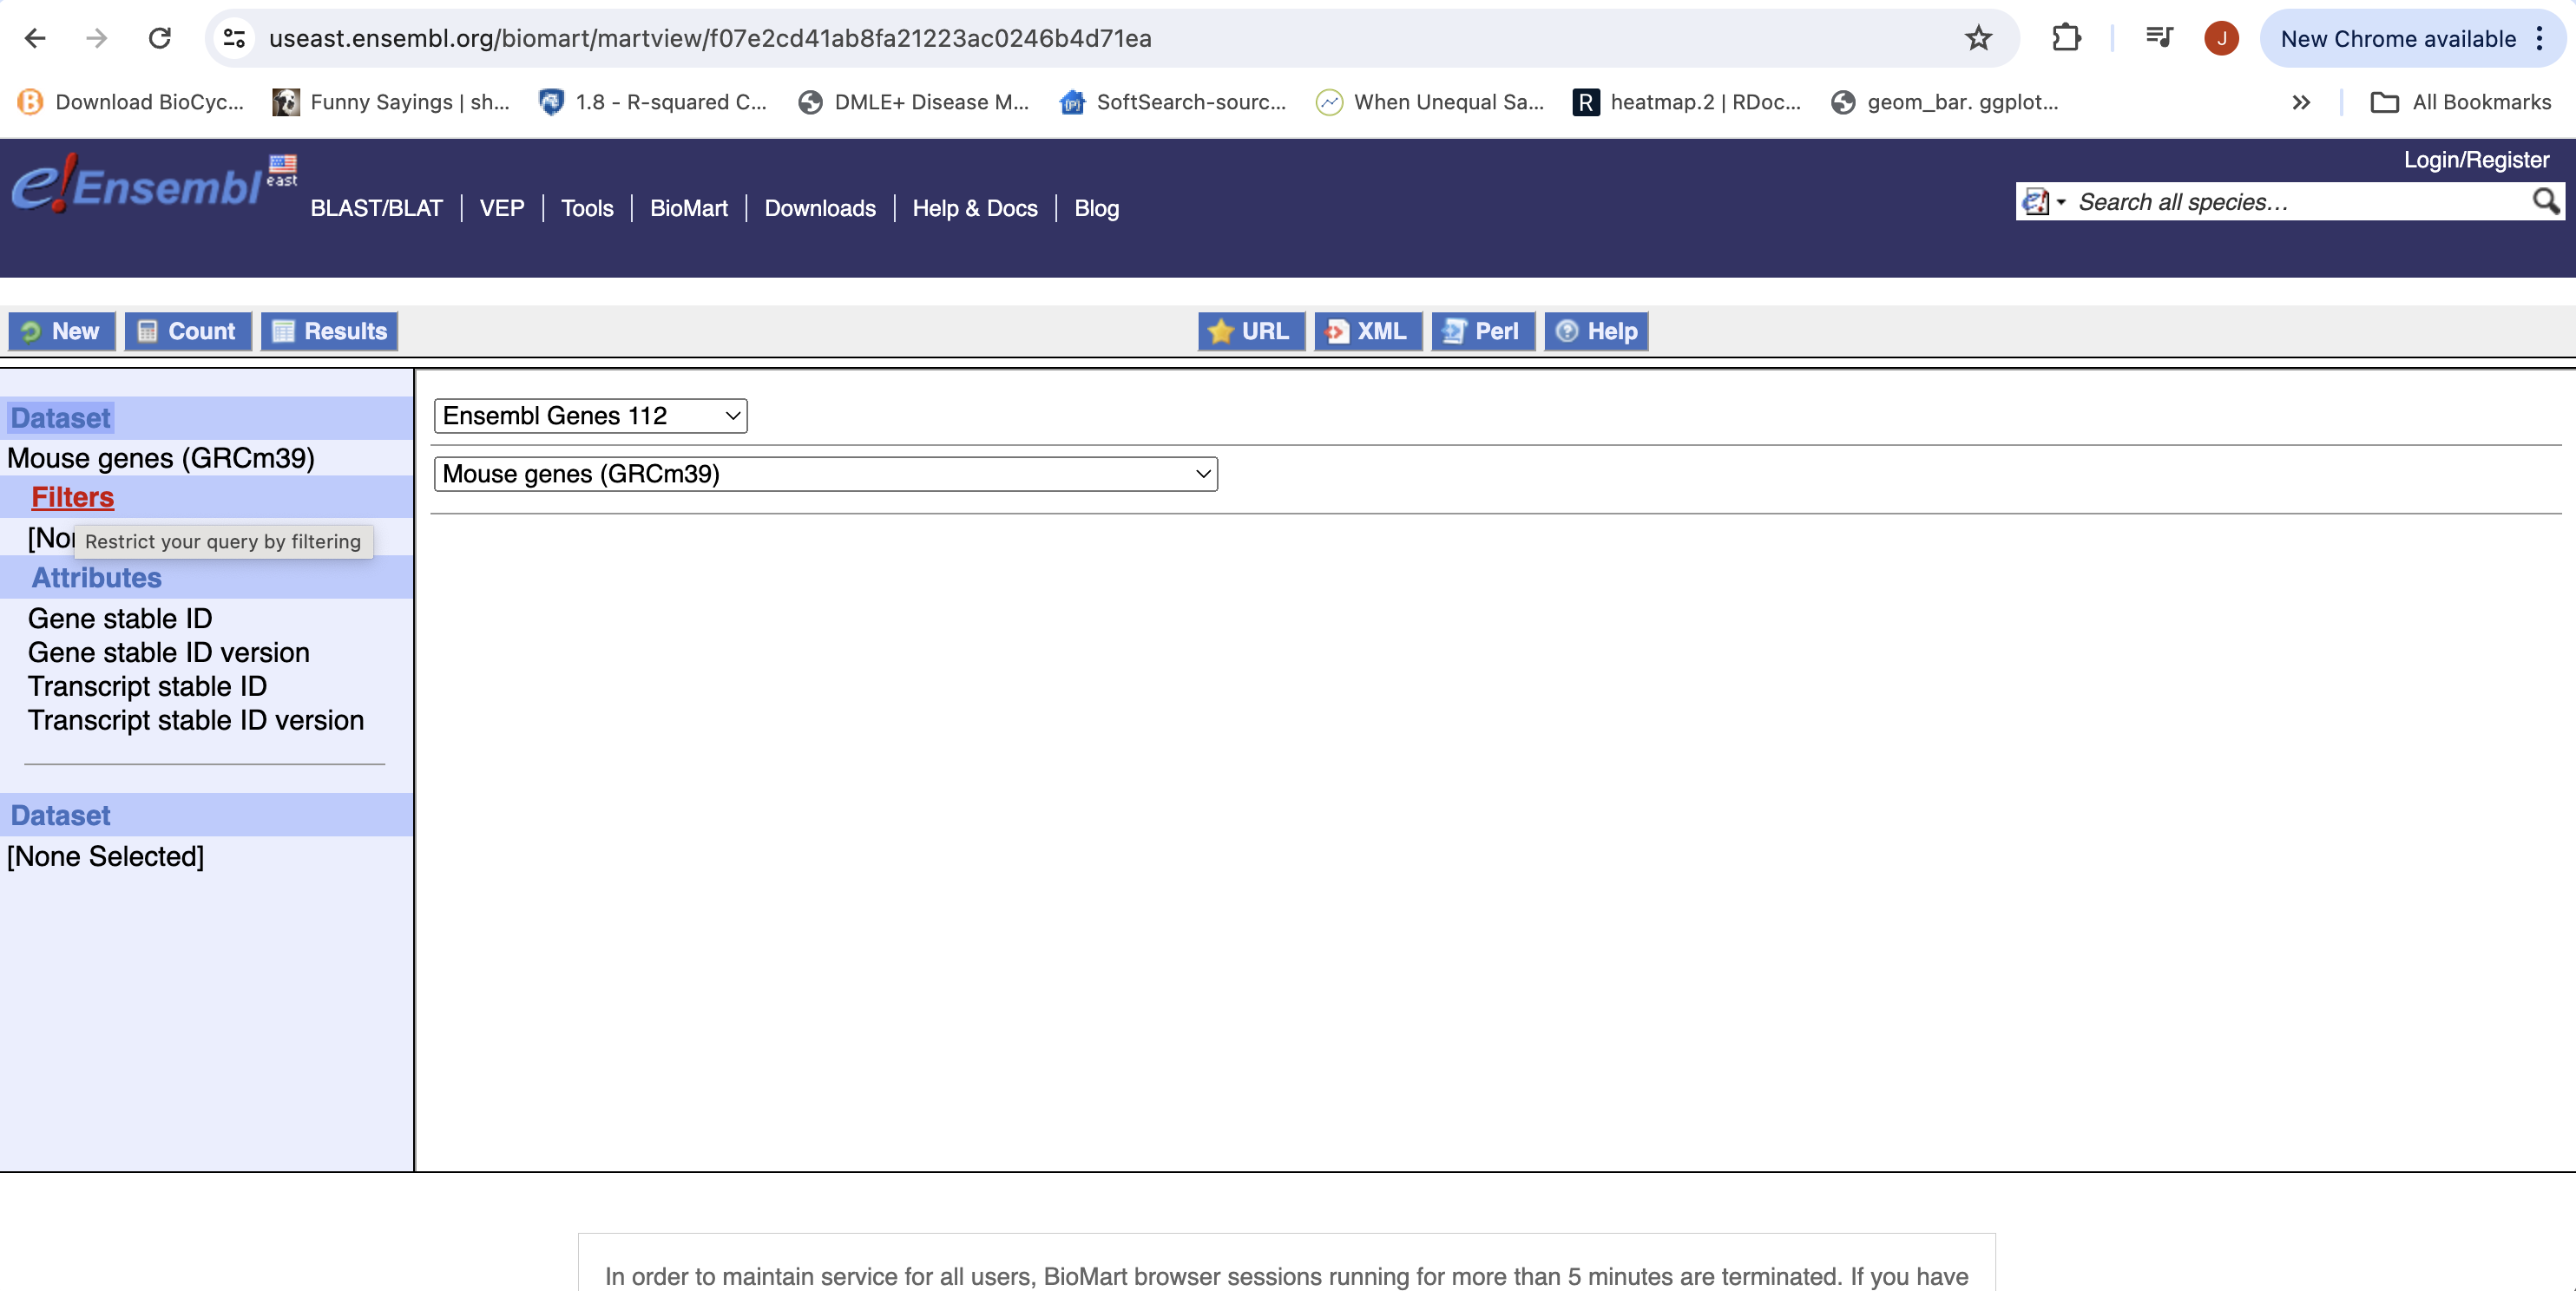 useast.ensembl.org/biomart/martview/f07e2cd41ab8fa21223ac0246b4d71ea
J
New Chrome available
Download BioCyc...
Funny Sayings | sh...
1.8 - R-squared C...
DMLE+ Disease M...
SoftSearch-sourc...
When Unequal Sa...
R heatmap.2 | RDoc...
geom_bar. ggplot...
All Bookmarks
e!Ensembl east
Login/Register
BLAST/BLAT | VEP | Tools | BioMart | Downloads | Help & Docs | Blog
Search all species…
New Count Results URL XML Perl Help
Dataset
Mouse genes (GRCm39)
Filters
[Non
Restrict your query by filtering
Attributes
Gene stable ID
Gene stable ID version
Transcript stable ID
Transcript stable ID version
Dataset
[None Selected]
Ensembl Genes 112
Mouse genes (GRCm39)
In order to maintain service for all users, BioMart browser sessions running for more than 5 minutes are terminated. If you have